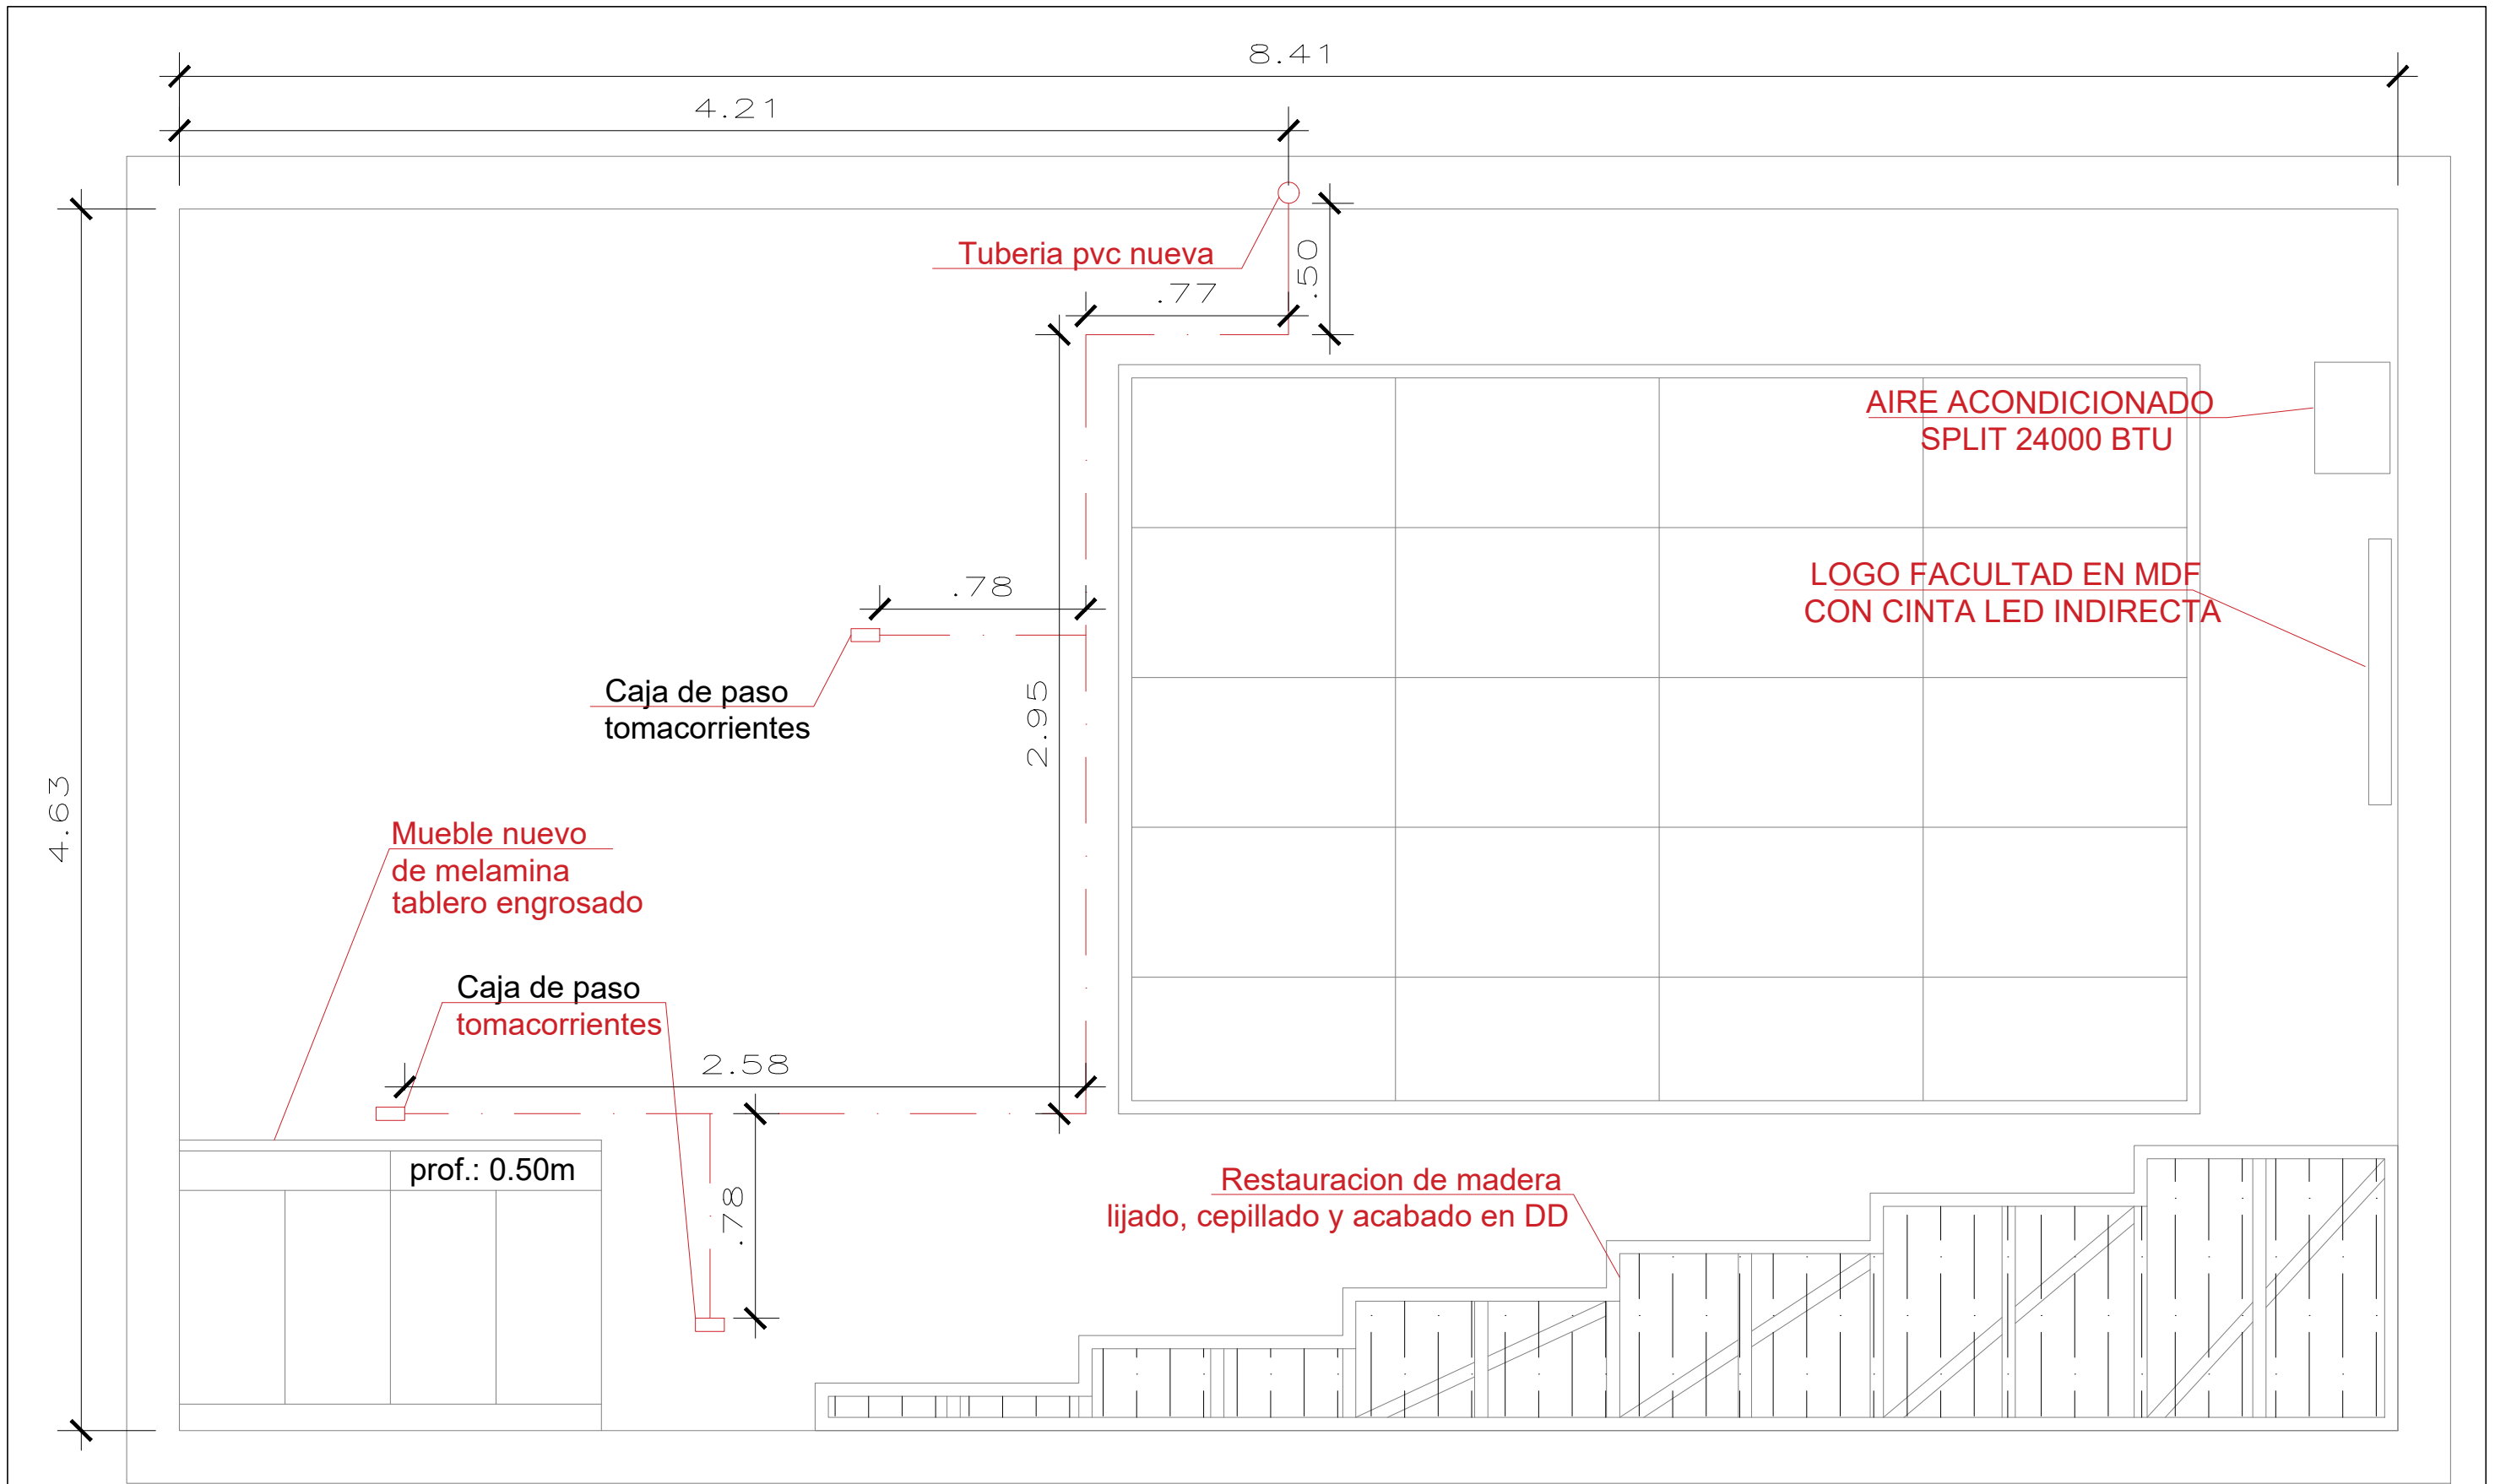 8.41
4.21
Tuberia pvc nueva
.50
.77
AIRE ACONDICIONADO
SPLIT 24000 BTU
.78
LOGO FACULTAD EN MDF
CON CINTA LED INDIRECTA
Caja de paso
tomacorrientes
2.95
4.63
Mueble nuevo
de melamina
tablero engrosado
Caja de paso
tomacorrientes
2.58
prof.: 0.50m
.78
Restauracion de madera
lijado, cepillado y acabado en DD